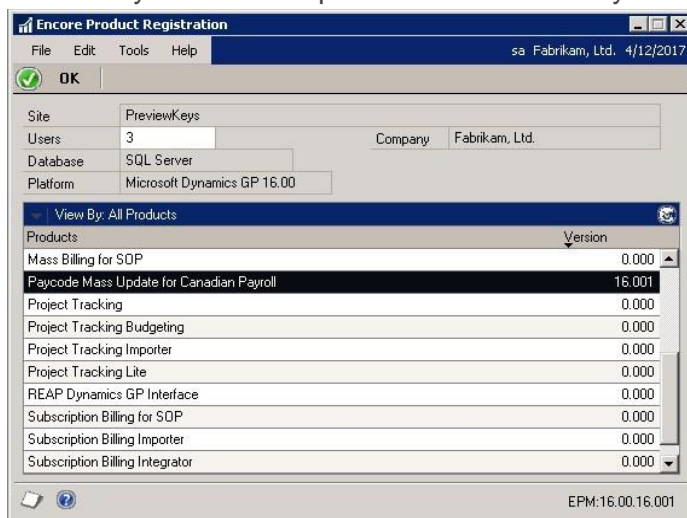 Encore Product Registration
File Edit Tools Help sa Fabrikam, Ltd. 4/12/2017
OK
Site PreviewKeys
Users 3 Company Fabrikam, Ltd.
Database SQL Server
Platform Microsoft Dynamics GP 16.00
View By: All Products
Products Version
Mass Billing for SOP 0.000
Paycode Mass Update for Canadian Payroll 16.001
Project Tracking 0.000
Project Tracking Budgeting 0.000
Project Tracking Importer 0.000
Project Tracking Lite 0.000
REAP Dynamics GP Interface 0.000
Subscription Billing for SOP 0.000
Subscription Billing Importer 0.000
Subscription Billing Integrator 0.000
EPM:16.00.16.001